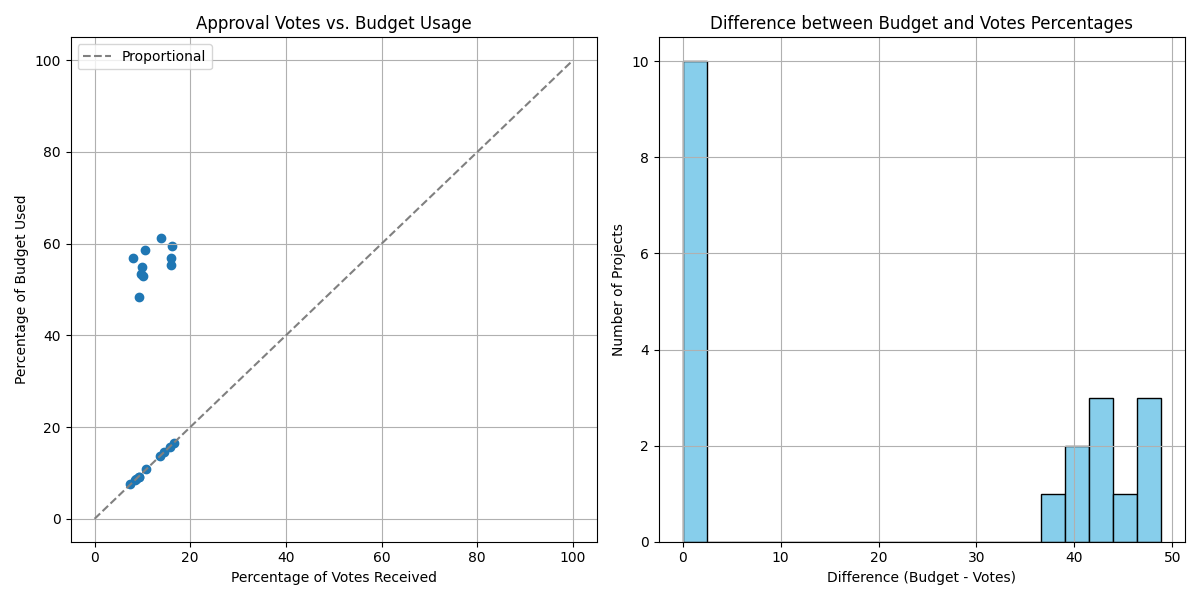 Approval Votes vs. Budget Usage
Proportional
Percentage of Budget Used
100
80
60
40
20
0
0 20 40 60 80 100
Percentage of Votes Received
Difference between Budget and Votes Percentages
Number of Projects
10
8
6
4
2
0
0 10 20 30 40 50
Difference (Budget - Votes)